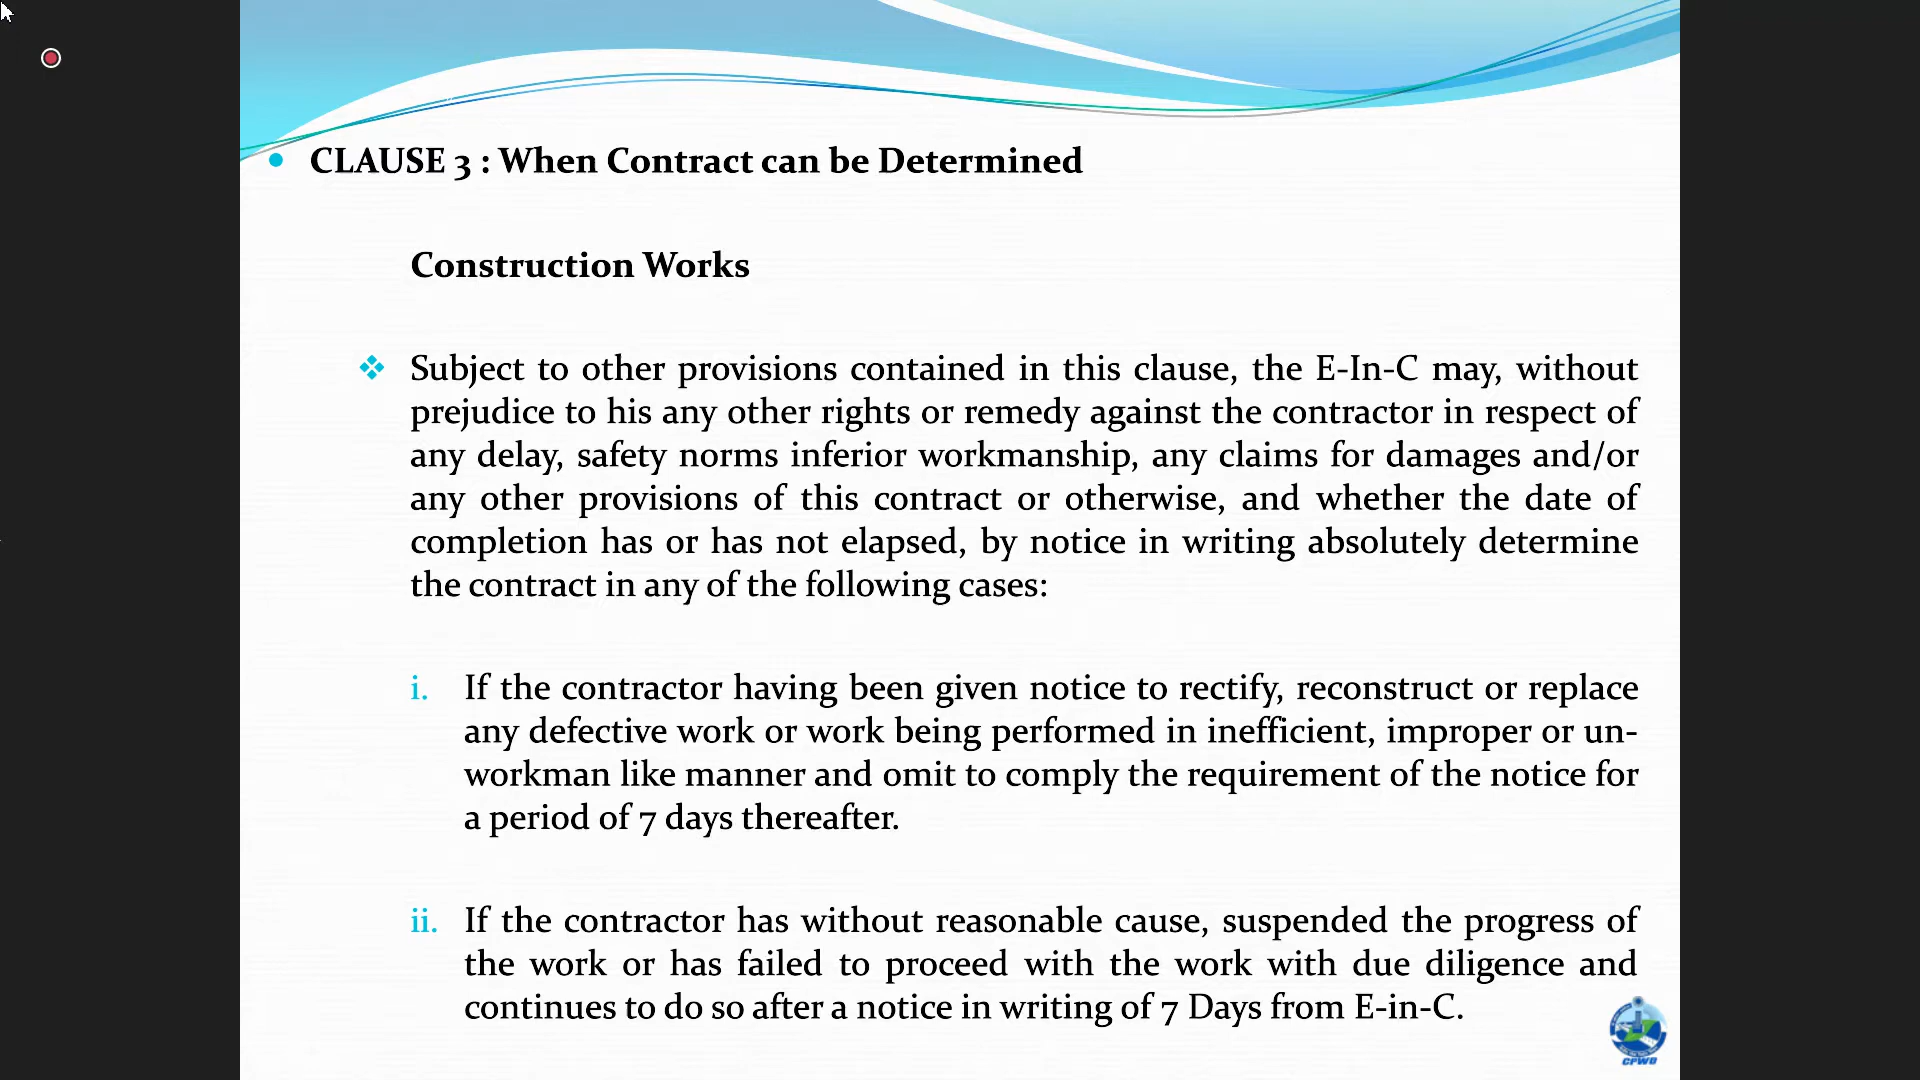 CLAUSE 3 : When Contract can be Determined
Construction Works
Subject to other provisions contained in this clause, the E-In-C may, without
prejudice to his any other rights or remedy against the contractor in respect of
any delay, safety norms inferior workmanship, any claims for damages and/or
any other provisions of this contract or otherwise, and whether the date of
completion has or has not elapsed, by notice in writing absolutely determine
the contract in any of the following cases:
i. If the contractor having been given notice to rectify, reconstruct or replace
any defective work or work being performed in inefficient, improper or un-
workman like manner and omit to comply the requirement of the notice for
a period of 7 days thereafter.
ii. If the contractor has without reasonable cause, suspended the progress of
the work or has failed to proceed with the work with due diligence and
continues to do so after a notice in writing of 7 Days from E-in-C.
CPWD